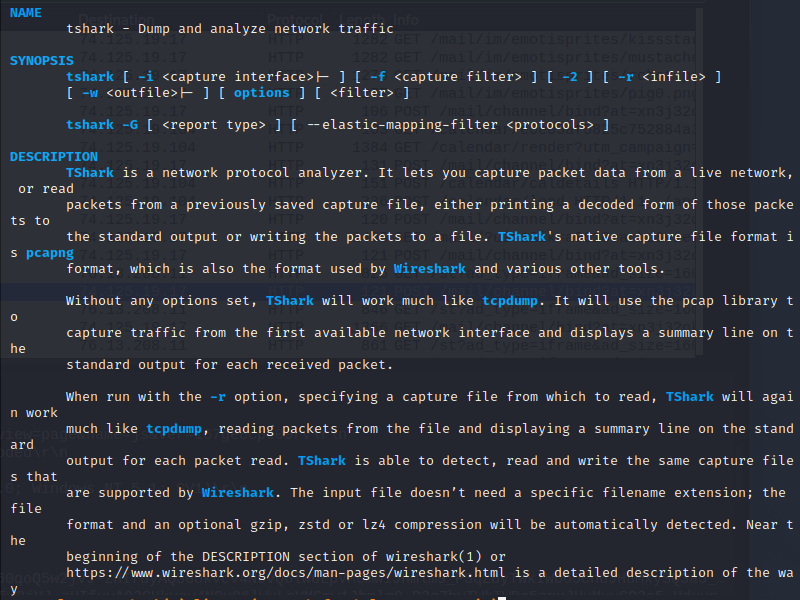 NAME
tshark - Dump and analyze network traffic
SYNOPSIS
tshark [ -i <capture interface>|- ] [ -f <capture filter> ] [ -2 ] [ -r <infile> ]
[ -w <outfile>|- ] [ options ] [ <filter> ]
tshark -G [ <report type> ] [ --elastic-mapping-filter <protocols> ]
DESCRIPTION
TShark is a network protocol analyzer. It lets you capture packet data from a live network,
or read
packets from a previously saved capture file, either printing a decoded form of those packe
ts to
the standard output or writing the packets to a file. TShark's native capture file format i
s pcapng
format, which is also the format used by Wireshark and various other tools.
Without any options set, TShark will work much like tcpdump. It will use the pcap library t
o
capture traffic from the first available network interface and displays a summary line on t
he
standard output for each received packet.
When run with the -r option, specifying a capture file from which to read, TShark will agai
n work
much like tcpdump, reading packets from the file and displaying a summary line on the stand
ard
output for each packet read. TShark is able to detect, read and write the same capture file
s that
are supported by Wireshark. The input file doesn’t need a specific filename extension; the
file
format and an optional gzip, zstd or lz4 compression will be automatically detected. Near t
he
beginning of the DESCRIPTION section of wireshark(1) or
https://www.wireshark.org/docs/man-pages/wireshark.html is a detailed description of the wa
y